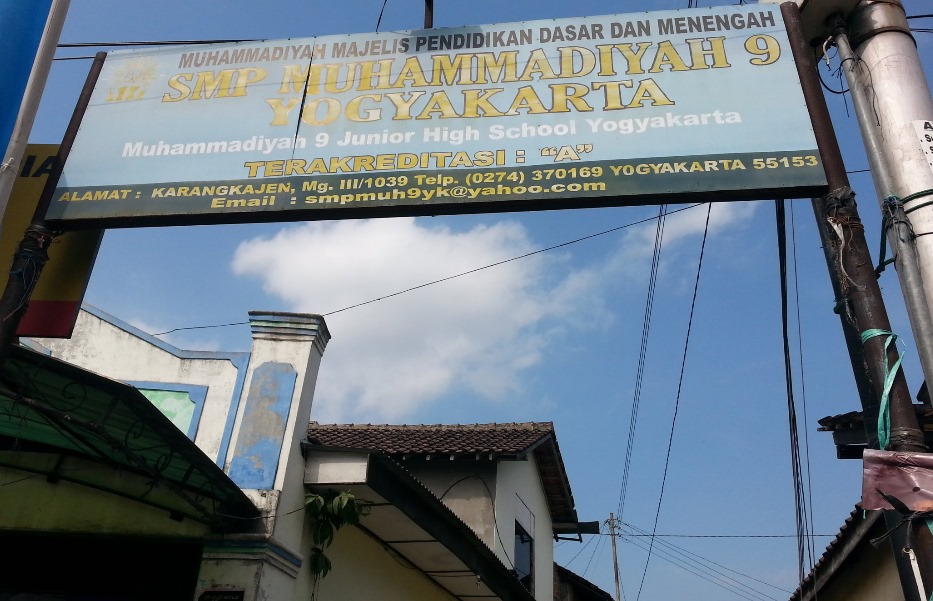 MUHAMMADIYAH MAJELIS PENDIDIKAN DASAR DAN MENENGAH
SMP MUHAMMADIYAH 9
YOGYAKARTA
Muhammadiyah 9 Junior High School Yogyakarta
TERAKREDITASI : "A"
ALAMAT : KARANGKAJEN, Mg. III/1039 Telp. (0274) 370169 YOGYAKARTA 55153
Email : smpmuh9yk@yahoo.com